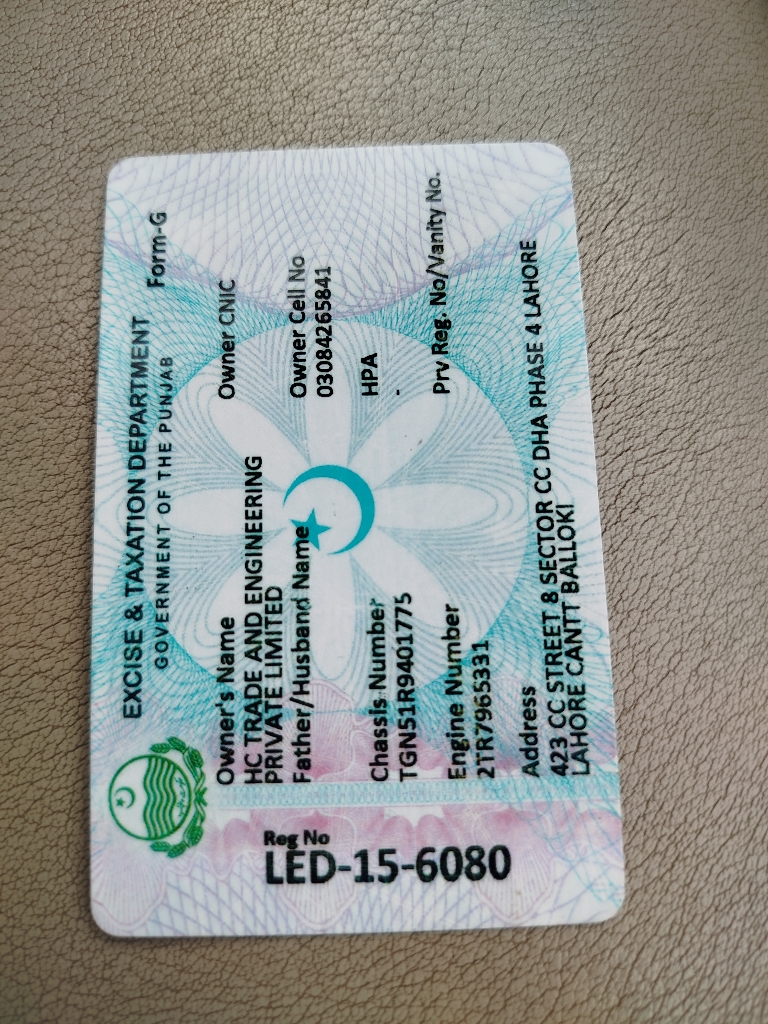 EXCISE & TAXATION DEPARTMENT
GOVERNMENT OF THE PUNJAB
Form-G
Owner's Name
HC TRADE AND ENGINEERING
PRIVATE LIMITED
Father/Husband Name
Owner CNIC
Owner Cell No
03084265841
Chassis Number
TGN51R9401775
HPA
-
Engine Number
2TR7965331
Prv Reg. No/Vanity No.
Address
423 CC STREET 8 SECTOR CC DHA PHASE 4 LAHORE
LAHORE CANTT BALLOKI
Reg No
LED-15-6080